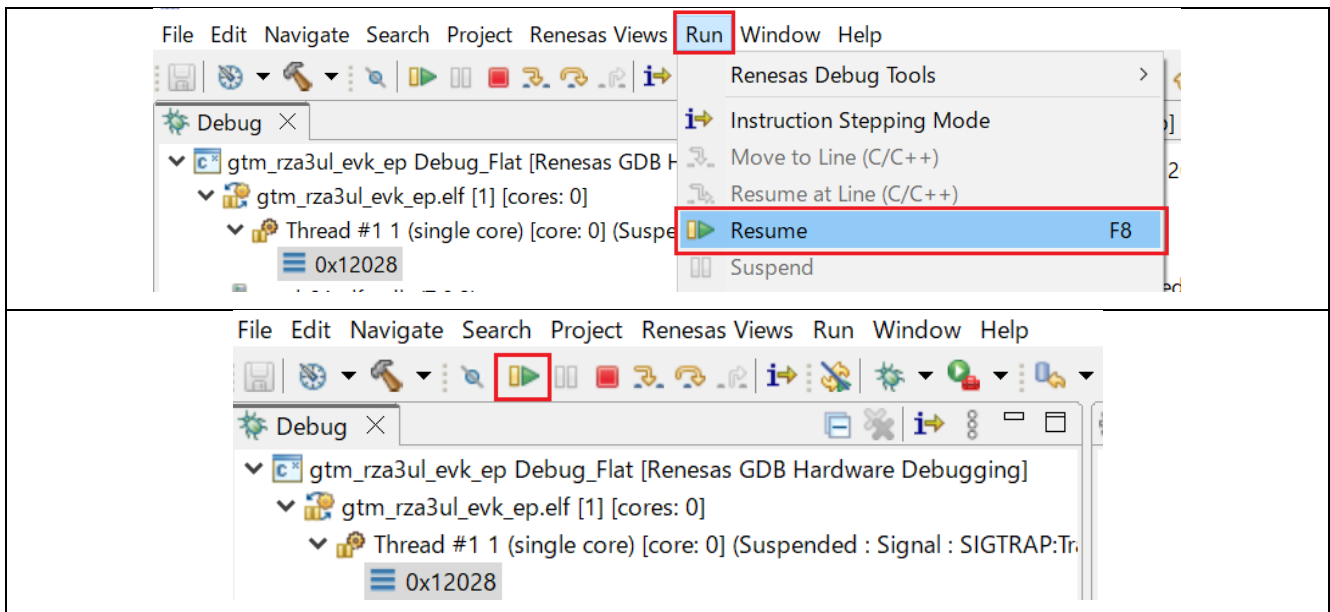 File Edit Navigate Search Project Renesas Views Run Window Help
Renesas Debug Tools
Debug
Instruction Stepping Mode
gtm_rza3ul_evk_ep Debug_Flat [Renesas GDB H
Move to Line (C/C++)
gtm_rza3ul_evk_ep.elf [1] [cores: 0]
Resume at Line (C/C++)
Thread #1 1 (single core) [core: 0] (Suspe
Resume F8
0x12028
Suspend
File Edit Navigate Search Project Renesas Views Run Window Help
Debug
gtm_rza3ul_evk_ep Debug_Flat [Renesas GDB Hardware Debugging]
gtm_rza3ul_evk_ep.elf [1] [cores: 0]
Thread #1 1 (single core) [core: 0] (Suspended : Signal : SIGTRAP:Tr
0x12028